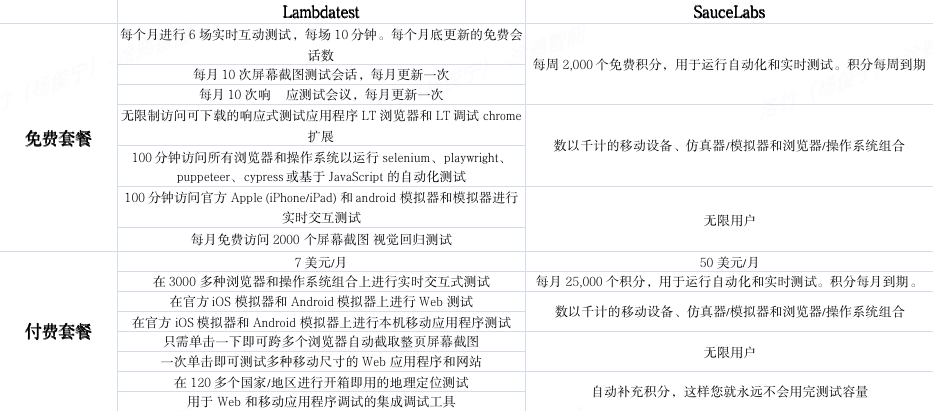 Lambdatest SauceLabs
免费套餐
每个月进行 6 场实时互动测试，每场 10 分钟。每个月底更新的免费会
话数
每月 10 次屏幕截图测试会话，每月更新一次
每月 10 次响 应测试会议，每月更新一次
无限制访问可下载的响应式测试应用程序 LT 浏览器和 LT 调试 chrome
扩展
100 分钟访问所有浏览器和操作系统以运行 selenium、playwright、
puppeteer、cypress 或基于 JavaScript 的自动化测试
100 分钟访问官方 Apple (iPhone/iPad) 和 android 模拟器和模拟器进行
实时交互测试
每月免费访问 2000 个屏幕截图 视觉回归测试
每周 2,000 个免费积分，用于运行自动化和实时测试。积分每周到期
数以千计的移动设备、仿真器/模拟器和浏览器/操作系统组合
无限用户
付费套餐
7 美元/月
在 3000 多种浏览器和操作系统组合上进行实时交互式测试
在官方 iOS 模拟器和 Android 模拟器上进行 Web 测试
在官方 iOS 模拟器和 Android 模拟器上进行本机移动应用程序测试
只需单击一下即可跨多个浏览器自动截取整页屏幕截图
一次单击即可测试多种移动尺寸的 Web 应用程序和网站
在 120 多个国家/地区进行开箱即用的地理定位测试
用于 Web 和移动应用程序调试的集成调试工具
50 美元/月
每月 25,000 个积分，用于运行自动化和实时测试。积分每月到期。
数以千计的移动设备、仿真器/模拟器和浏览器/操作系统组合
无限用户
自动补充积分，这样您就永远不会用完测试容量